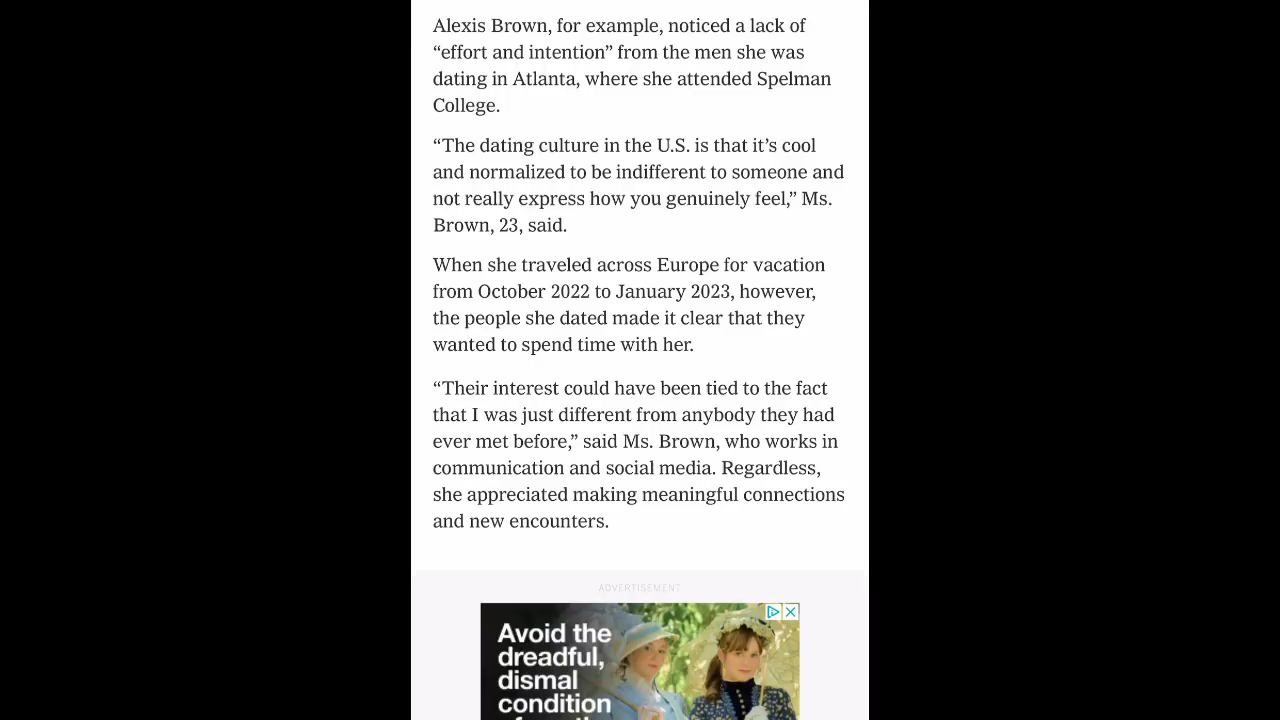 Alexis Brown, for example, noticed a lack of
“effort and intention” from the men she was
dating in Atlanta, where she attended Spelman
College.
“The dating culture in the U.S. is that it’s cool
and normalized to be indifferent to someone and
not really express how you genuinely feel,” Ms.
Brown, 23, said.
When she traveled across Europe for vacation
from October 2022 to January 2023, however,
the people she dated made it clear that they
wanted to spend time with her.
“Their interest could have been tied to the fact
that I was just different from anybody they had
ever met before,” said Ms. Brown, who works in
communication and social media. Regardless,
she appreciated making meaningful connections
and new encounters.
ADVERTISEMENT
Avoid the
dreadful,
dismal
condition